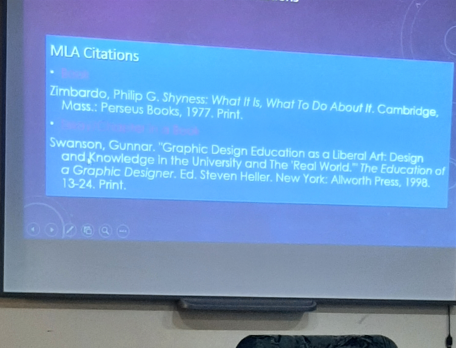 MLA Citations
• Book
Zimbardo, Philip G. Shyness: What It Is, What To Do About It. Cambridge,
Mass.: Perseus Books, 1977. Print.
Swanson, Gunnar. "Graphic Design Education as a Liberal Art: Design
and Knowledge in the University and The 'Real World." The Education of
a Graphic Designer. Ed. Steven Heller. New York: Allworth Press, 1998.
13-24. Print.